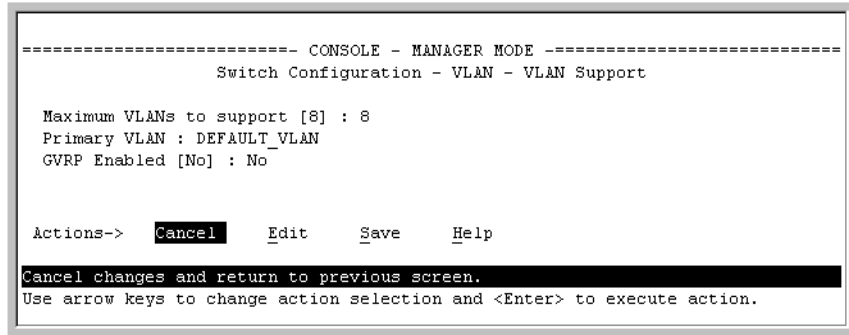 ===========================- CONSOLE - MANAGER MODE -============================
Switch Configuration - VLAN - VLAN Support
Maximum VLANs to support [8] : 8
Primary VLAN : DEFAULT_VLAN
GVRP Enabled [No] : No
Actions-> Cancel Edit Save Help
Cancel changes and return to previous screen.
Use arrow keys to change action selection and <Enter> to execute action.